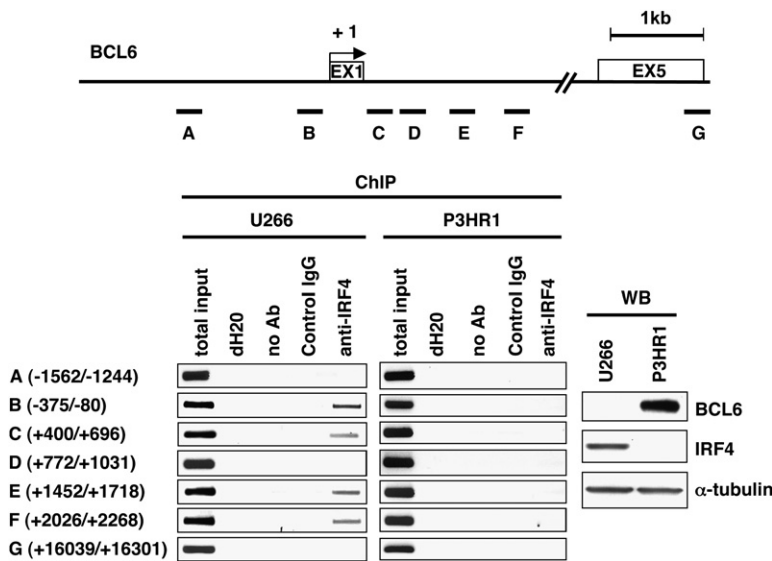 + 1
1kb
BCL6
EX1
EX5
A
B
C
D
E
F
G
ChIP
U266
P3HR1
total input
dH20
no Ab
Control IgG
anti-IRF4
total input
dH20
no Ab
Control IgG
anti-IRF4
WB
U266
P3HR1
A (-1562/-1244)
B (-375/-80)
C (+400/+696)
D (+772/+1031)
E (+1452/+1718)
F (+2026/+2268)
G (+16039/+16301)
BCL6
IRF4
α-tubulin